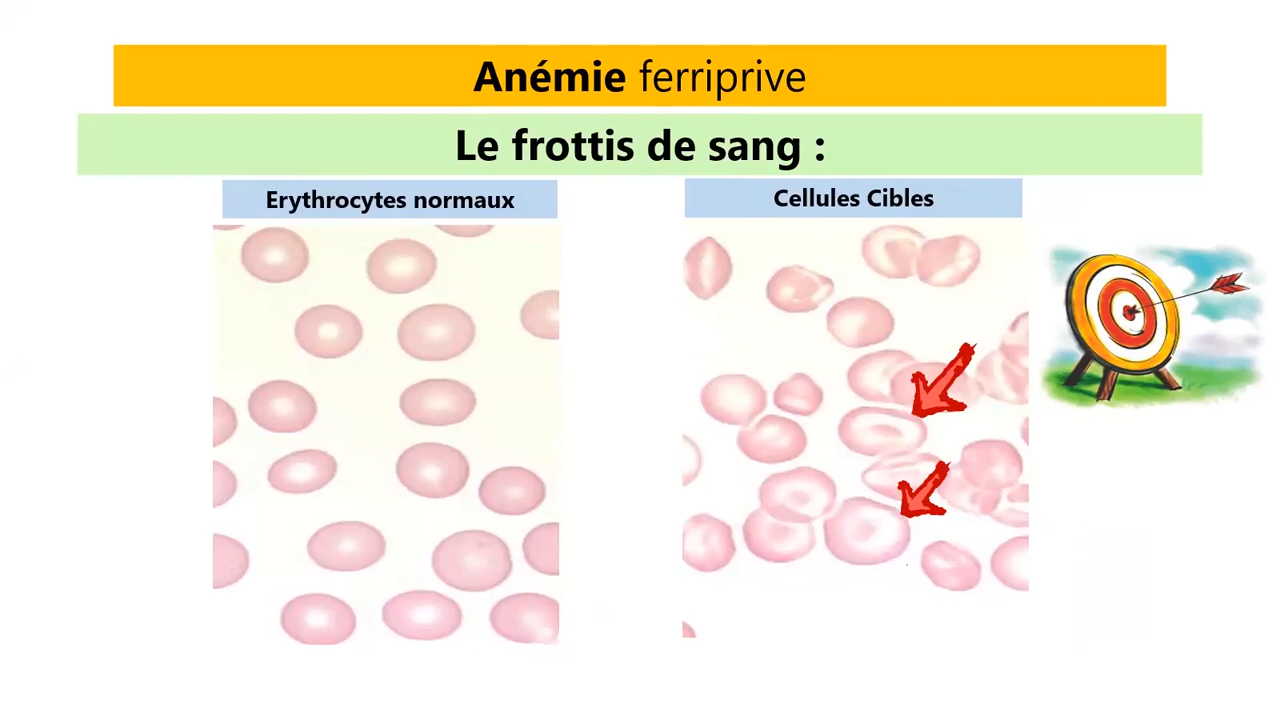 Anémie ferriprive
Le frottis de sang :
Erythrocytes normaux
Cellules Cibles